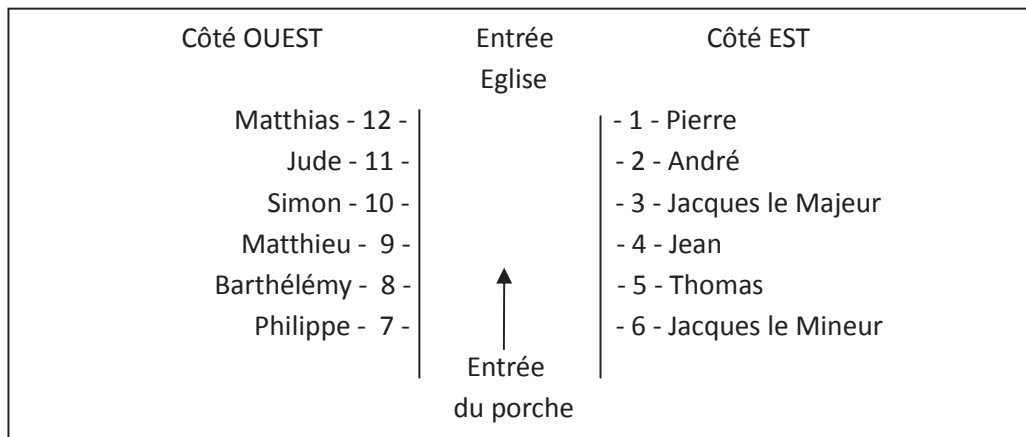 Côté OUEST Entrée Côté EST
Eglise
Matthias - 12 - - 1 - Pierre
Jude - 11 - - 2 - André
Simon - 10 - - 3 - Jacques le Majeur
Matthieu - 9 - - 4 - Jean
Barthélémy - 8 - - 5 - Thomas
Philippe - 7 - - 6 - Jacques le Mineur
Entrée
du porche